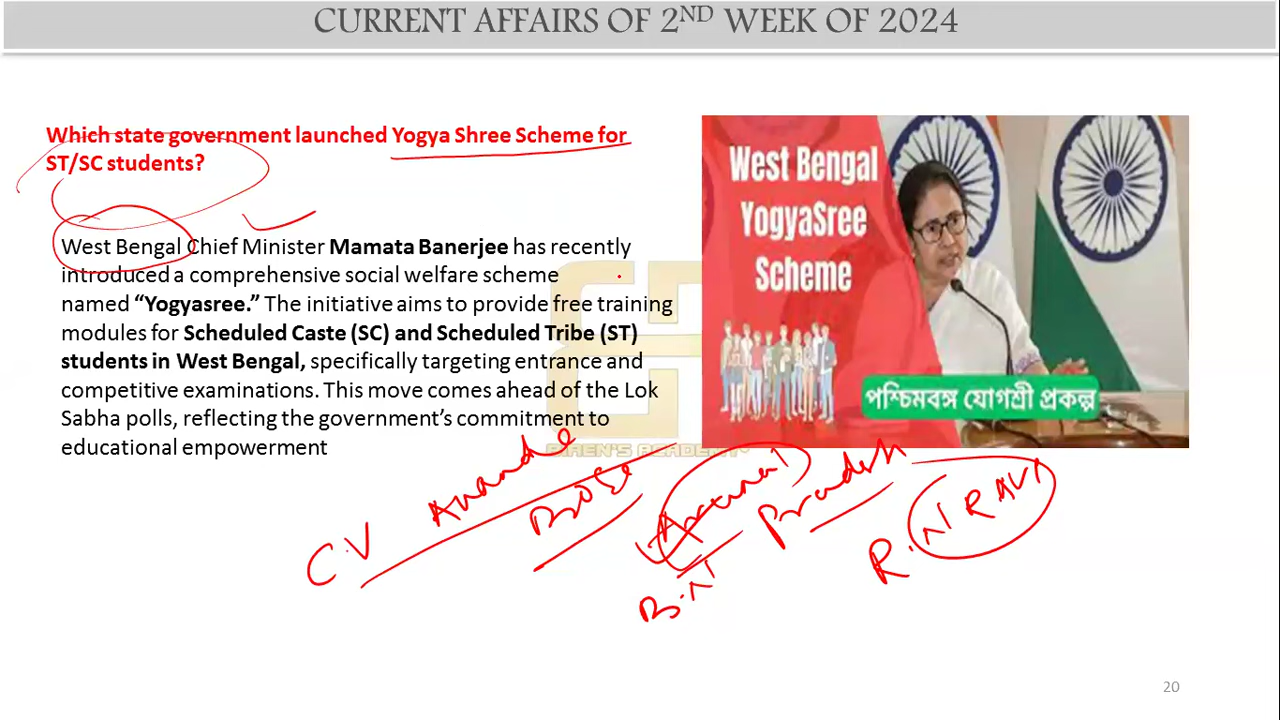 CURRENT AFFAIRS OF 2ND WEEK OF 2024
Which state government launched Yogya Shree Scheme for
ST/SC students?
West Bengal Chief Minister Mamata Banerjee has recently
introduced a comprehensive social welfare scheme
named “Yogyasree.” The initiative aims to provide free training
modules for Scheduled Caste (SC) and Scheduled Tribe (ST)
students in West Bengal, specifically targeting entrance and
competitive examinations. This move comes ahead of the Lok
Sabha polls, reflecting the government’s commitment to
educational empowerment
West Bengal
YogyaSree
Scheme
পশ্চিমবঙ্গ যোগশ্রী প্রকল্প
C.V Ananda Bose
Pradesh
R.N RAVI
20